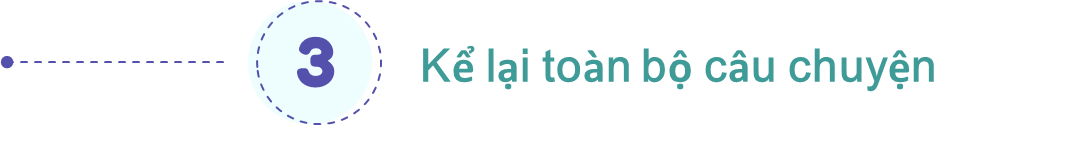 3 Kể lại toàn bộ câu chuyện